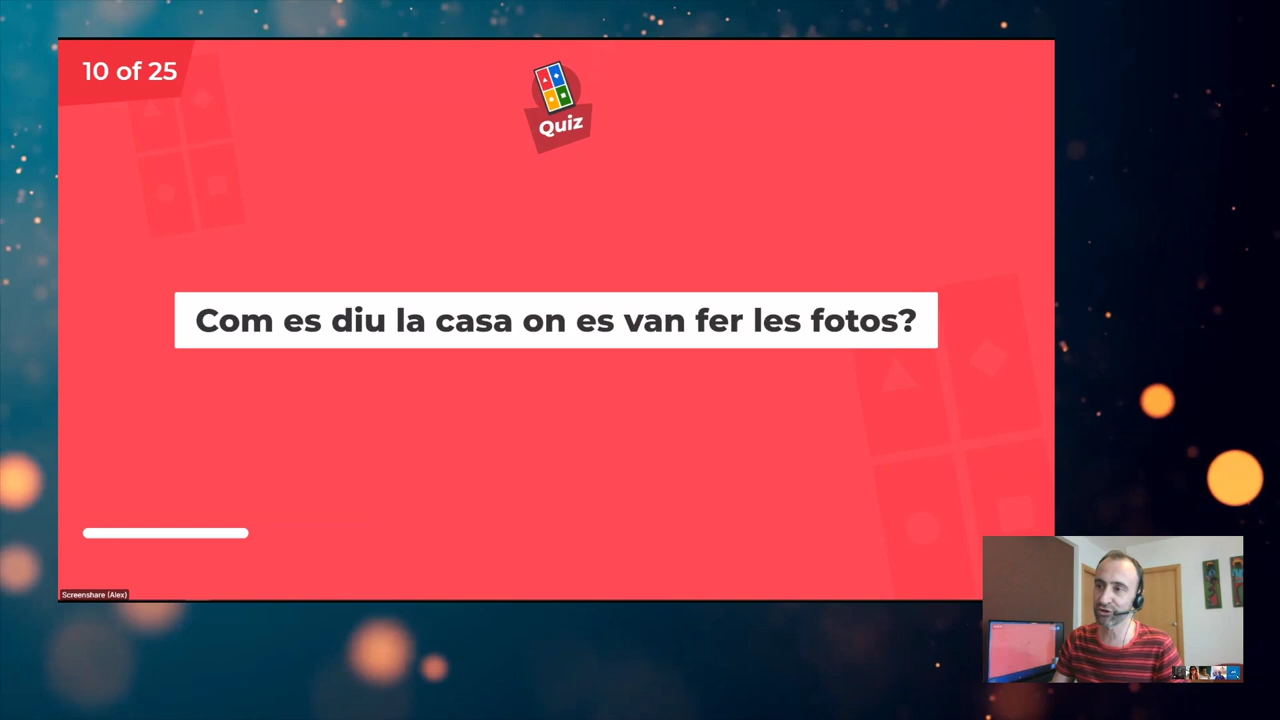 10 of 25
Quiz
Com es diu la casa on es van fer les fotos?
Screenshare (Alex)